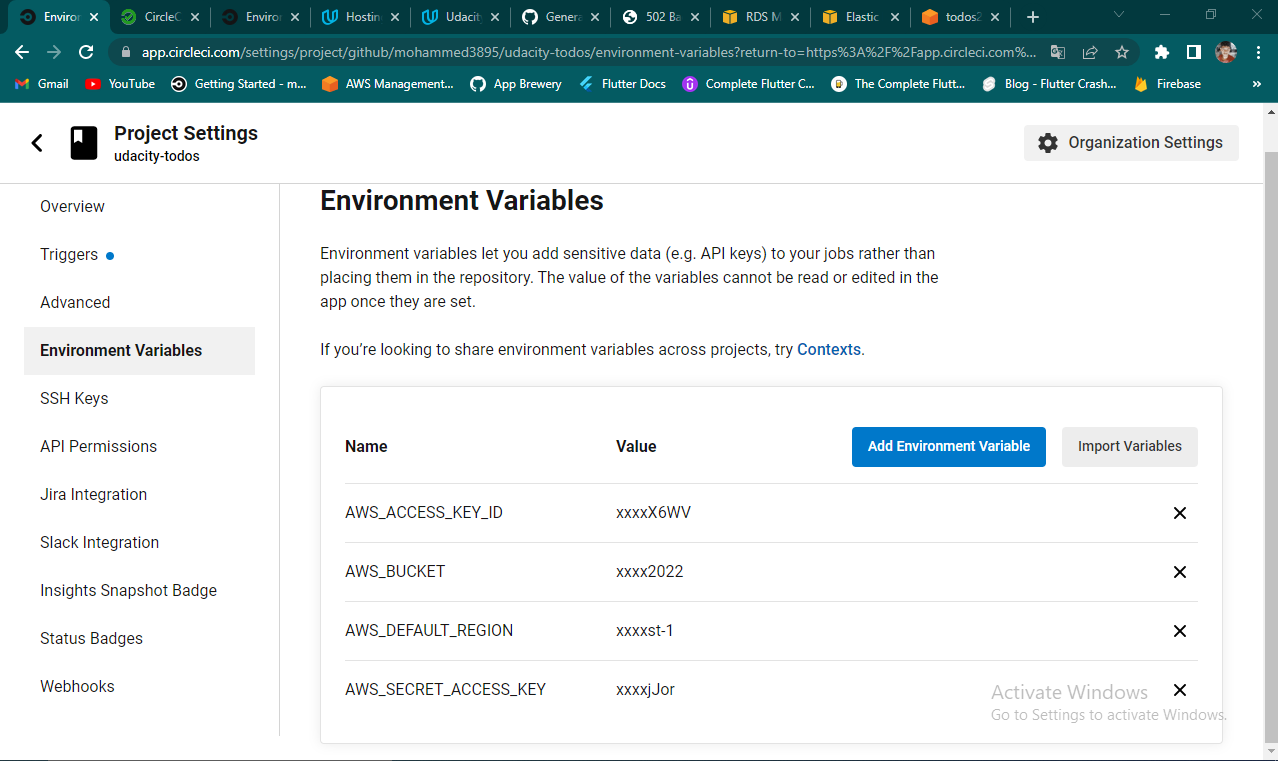 Environ
CircleC
Environ
Hostin
Udacity
Genera
502 Ba
RDS M
Elastic
todos2
app.circleci.com/settings/project/github/mohammed3895/udacity-todos/environment-variables?return-to=https%3A%2F%2Fapp.circleci.com%...
Gmail
YouTube
Getting Started - m...
AWS Management...
App Brewery
Flutter Docs
Complete Flutter C...
The Complete Flutt...
Blog - Flutter Crash...
Firebase
»
Project Settings
udacity-todos
Organization Settings
Overview
Triggers
Advanced
Environment Variables
SSH Keys
API Permissions
Jira Integration
Slack Integration
Insights Snapshot Badge
Status Badges
Webhooks
Environment Variables
Environment variables let you add sensitive data (e.g. API keys) to your jobs rather than
placing them in the repository. The value of the variables cannot be read or edited in the
app once they are set.
If you’re looking to share environment variables across projects, try Contexts.
Name Value Add Environment Variable Import Variables
AWS_ACCESS_KEY_ID xxxxX6WV
AWS_BUCKET xxxx2022
AWS_DEFAULT_REGION xxxxst-1
AWS_SECRET_ACCESS_KEY xxxxjJor
Activate Windows
Go to Settings to activate Windows.